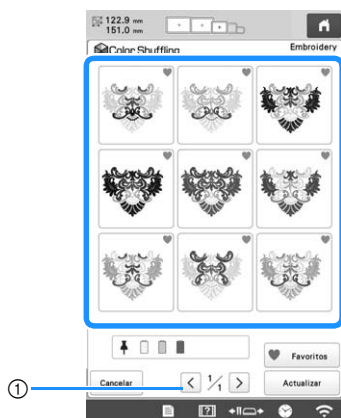 122.9 mm
151.0 mm
Color Shuffling
Embroidery
Favoritos
①
Cancelar
< 1/1 >
Actualizar